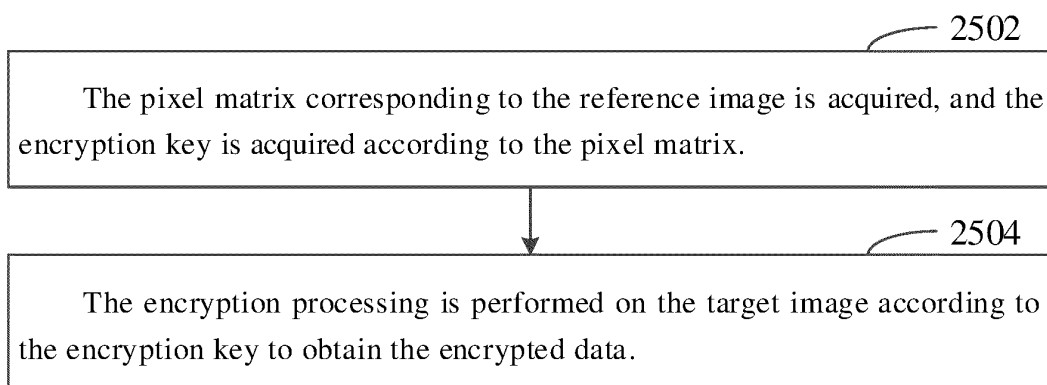 2502
The pixel matrix corresponding to the reference image is acquired, and the
encryption key is acquired according to the pixel matrix.
2504
The encryption processing is performed on the target image according to
the encryption key to obtain the encrypted data.